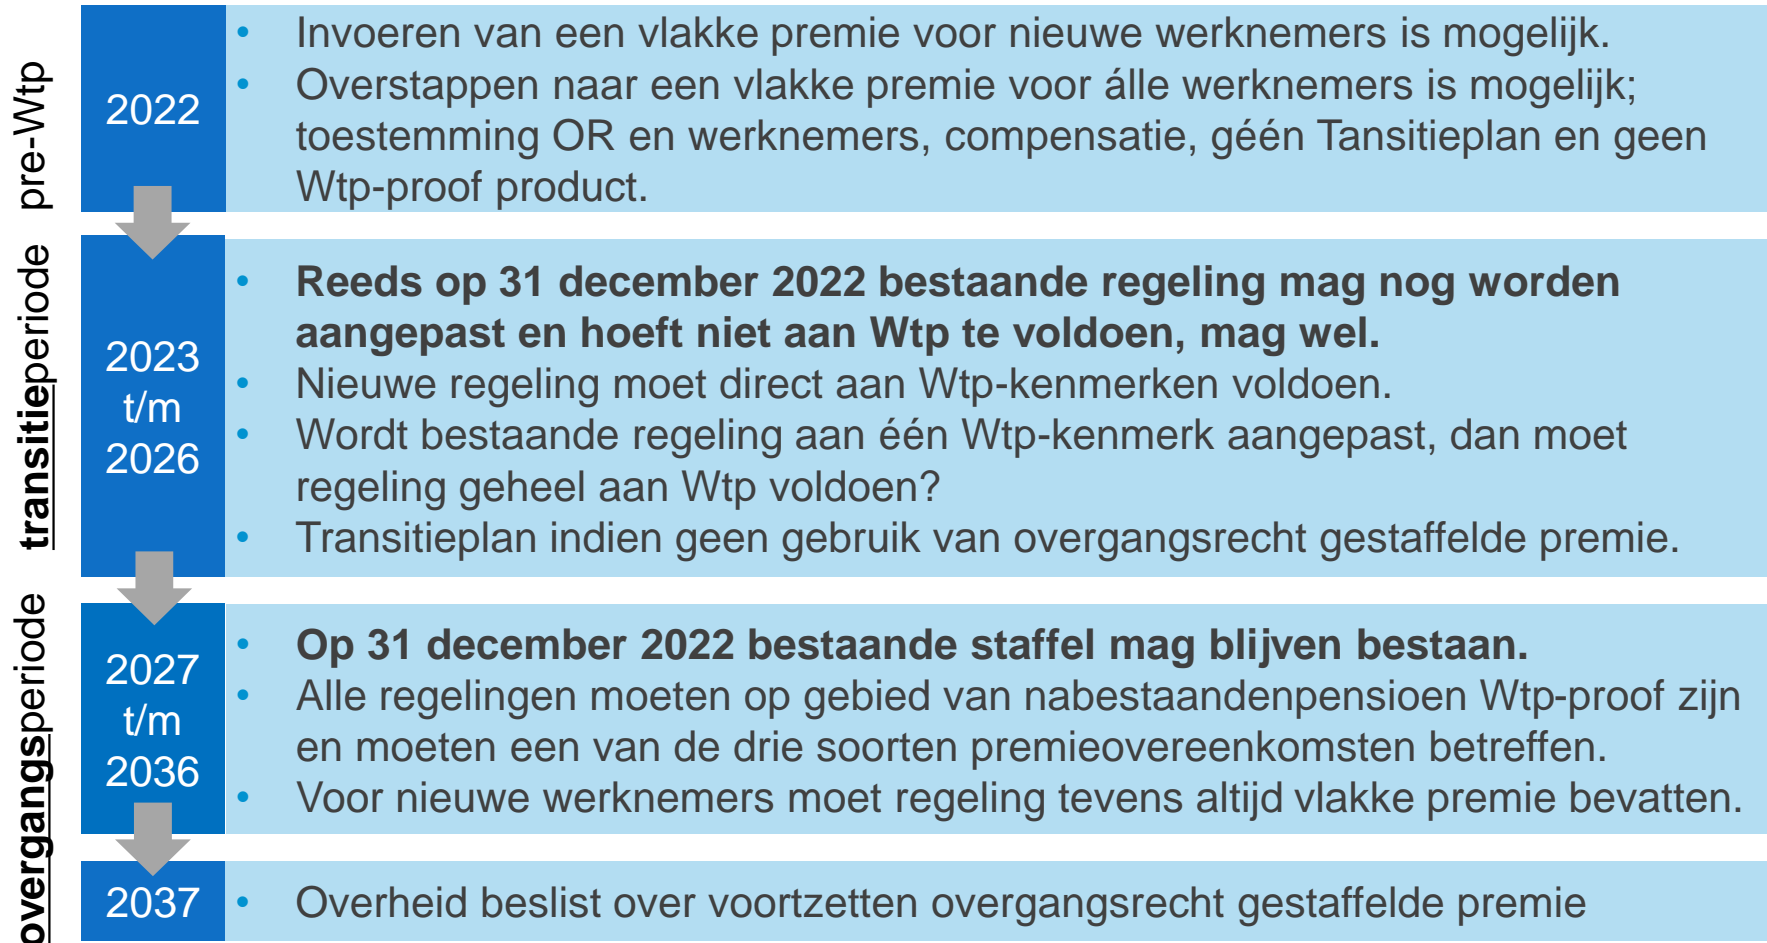 pre-Wtp
2022
• Invoeren van een vlakke premie voor nieuwe werknemers is mogelijk.
• Overstappen naar een vlakke premie voor álle werknemers is mogelijk;
toestemming OR en werknemers, compensatie, géén Tansitieplan en geen
Wtp-proof product.
transitieperiode
2023
t/m
2026
• Reeds op 31 december 2022 bestaande regeling mag nog worden
aangepast en hoeft niet aan Wtp te voldoen, mag wel.
• Nieuwe regeling moet direct aan Wtp-kenmerken voldoen.
• Wordt bestaande regeling aan één Wtp-kenmerk aangepast, dan moet
regeling geheel aan Wtp voldoen?
• Transitieplan indien geen gebruik van overgangsrecht gestaffelde premie.
overgangsperiode
2027
t/m
2036
• Op 31 december 2022 bestaande staffel mag blijven bestaan.
• Alle regelingen moeten op gebied van nabestaandenpensioen Wtp-proof zijn
en moeten een van de drie soorten premieovereenkomsten betreffen.
• Voor nieuwe werknemers moet regeling tevens altijd vlakke premie bevatten.
2037
• Overheid beslist over voortzetten overgangsrecht gestaffelde premie